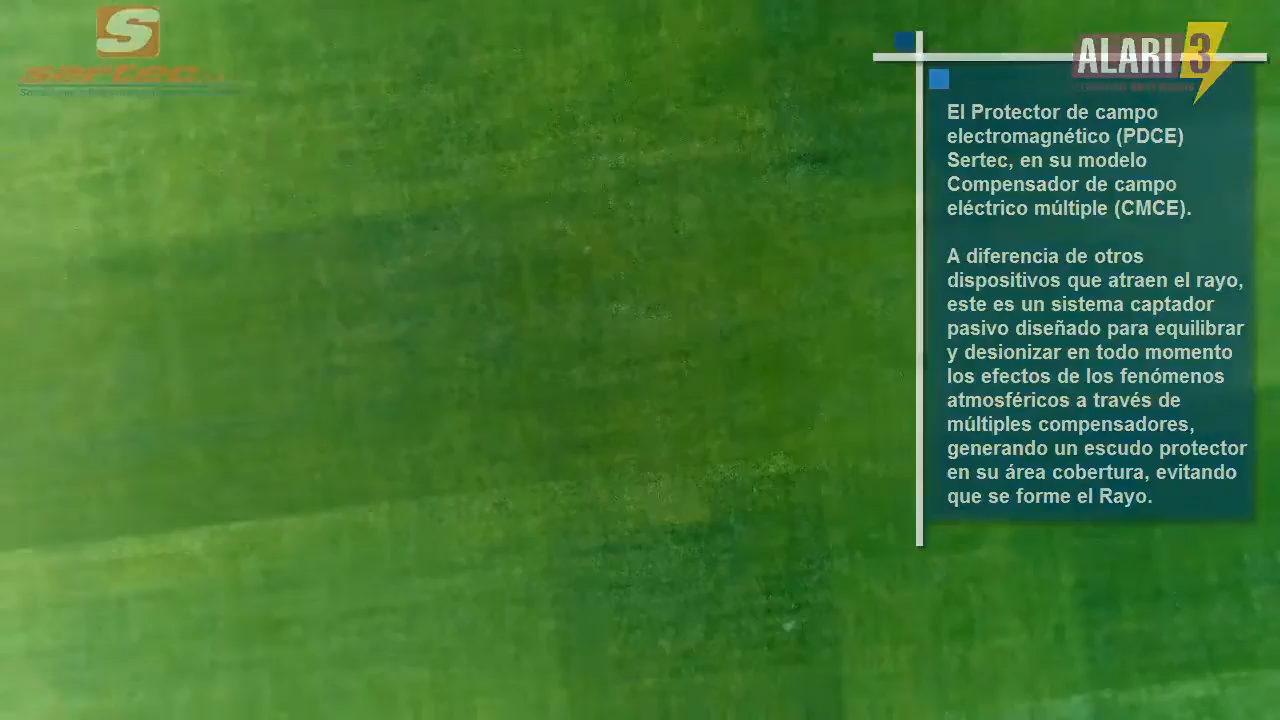 S
sertec
ALARI 3
El Protector de campo
electromagnético (PDCE)
Sertec, en su modelo
Compensador de campo
eléctrico múltiple (CMCE).
A diferencia de otros
dispositivos que atraen el rayo,
este es un sistema captador
pasivo diseñado para equilibrar
y desionizar en todo momento
los efectos de los fenómenos
atmosféricos a través de
múltiples compensadores,
generando un escudo protector
en su área cobertura, evitando
que se forme el Rayo.